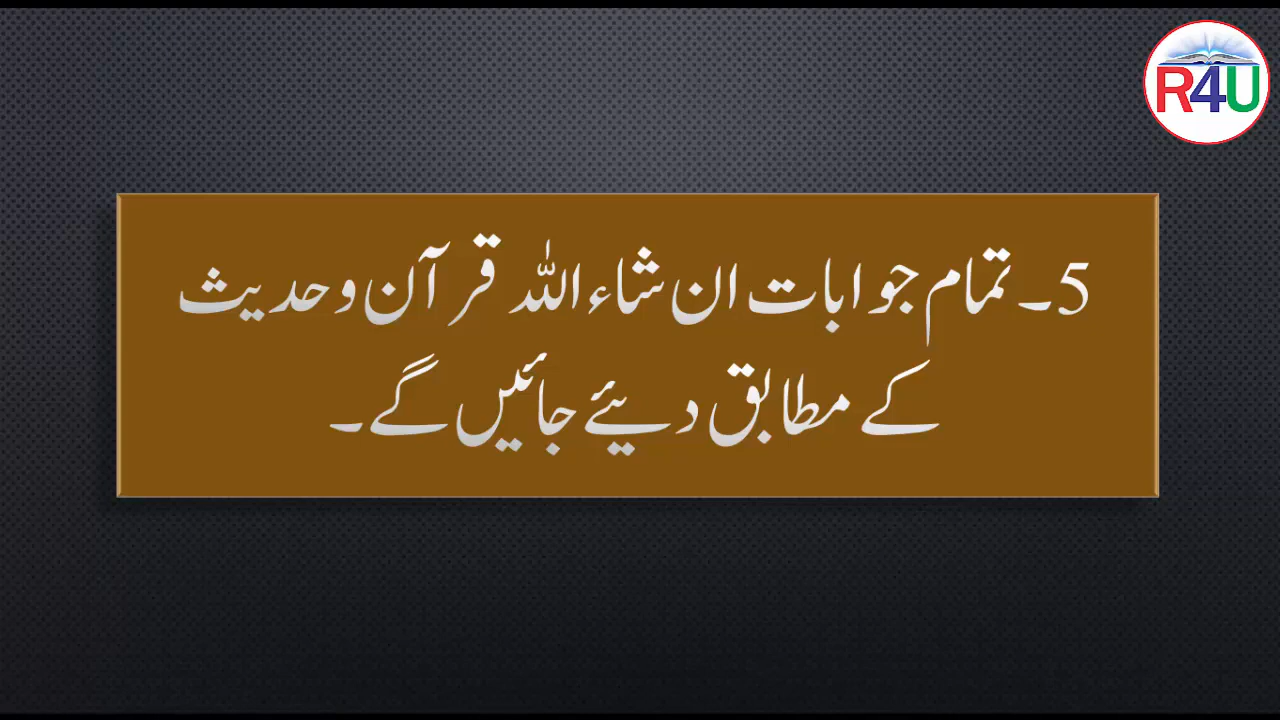 R4U
5۔ تمام جوابات ان شاء اللہ قرآن و حدیث
کے مطابق دیئے جائیں گے۔